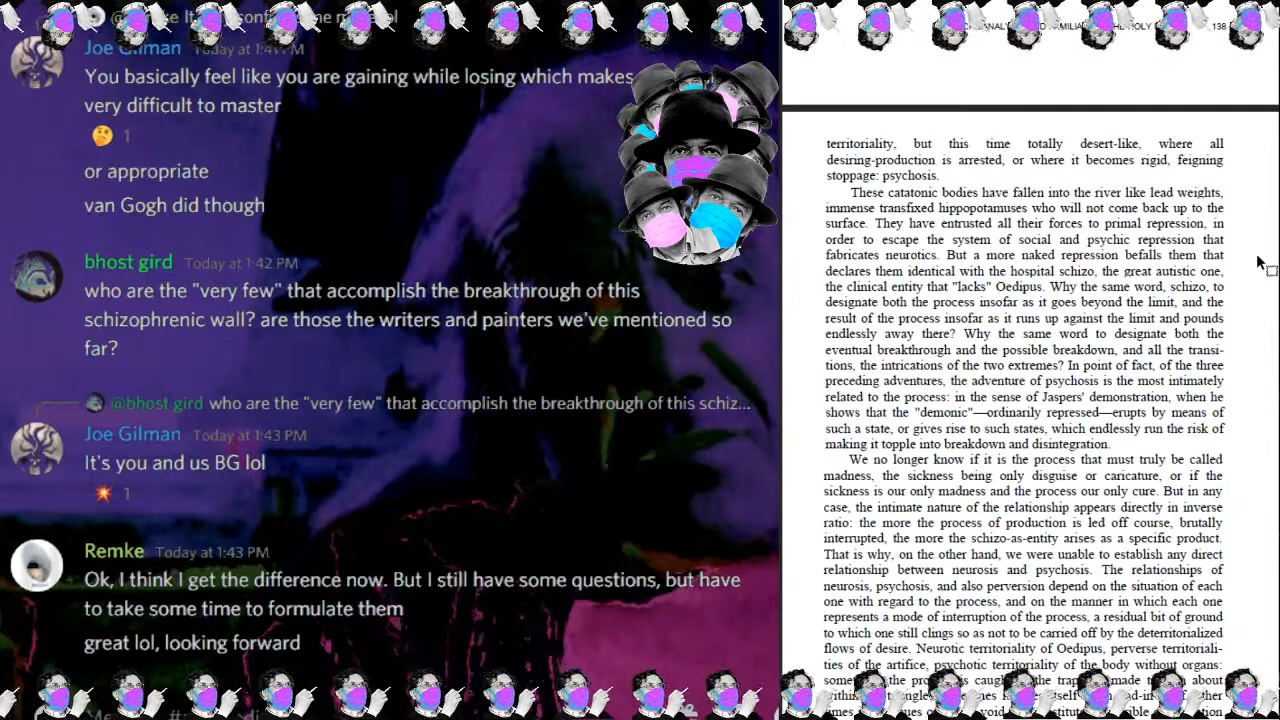 Joe Gilman Today at 1:41 PM
You basically feel like you are gaining while losing which makes
very difficult to master
1
or appropriate
van Gogh did though
bhost gird Today at 1:42 PM
who are the "very few" that accomplish the breakthrough of this
schizophrenic wall? are those the writers and painters we've mentioned so
far?
@bhost gird who are the "very few" that accomplish the breakthrough of this schiz...
Joe Gilman Today at 1:43 PM
It's you and us BG lol
1
Remke Today at 1:43 PM
Ok, I think I get the difference now. But I still have some questions, but have
to take some time to formulate them
great lol, looking forward
138
territoriality, but this time totally desert-like, where all
desiring-production is arrested, or where it becomes rigid, feigning
stoppage: psychosis.
These catatonic bodies have fallen into the river like lead weights,
immense transfixed hippopotamuses who will not come back up to the
surface. They have entrusted all their forces to primal repression, in
order to escape the system of social and psychic repression that
fabricates neurotics. But a more naked repression befalls them that
declares them identical with the hospital schizo, the great autistic one,
the clinical entity that "lacks" Oedipus. Why the same word, schizo, to
designate both the process insofar as it goes beyond the limit, and the
result of the process insofar as it runs up against the limit and pounds
endlessly away there? Why the same word to designate both the
eventual breakthrough and the possible breakdown, and all the transi-
tions, the intrications of the two extremes? In point of fact, of the three
preceding adventures, the adventure of psychosis is the most intimately
related to the process: in the sense of Jaspers' demonstration, when he
shows that the "demonic"—ordinarily repressed—erupts by means of
such a state, or gives rise to such states, which endlessly run the risk of
making it topple into breakdown and disintegration.
We no longer know if it is the process that must truly be called
madness, the sickness being only disguise or caricature, or if the
sickness is our only madness and the process our only cure. But in any
case, the intimate nature of the relationship appears directly in inverse
ratio: the more the process of production is led off course, brutally
interrupted, the more the schizo-as-entity arises as a specific product.
That is why, on the other hand, we were unable to establish any direct
relationship between neurosis and psychosis. The relationships of
neurosis, psychosis, and also perversion depend on the situation of each
one with regard to the process, and on the manner in which each one
represents a mode of interruption of the process, a residual bit of ground
to which one still clings so as not to be carried off by the deterritorialized
flows of desire. Neurotic territoriality of Oedipus, perverse territoriali-
ties of the artifice, psychotic territoriality of the body without organs:
the trap made about